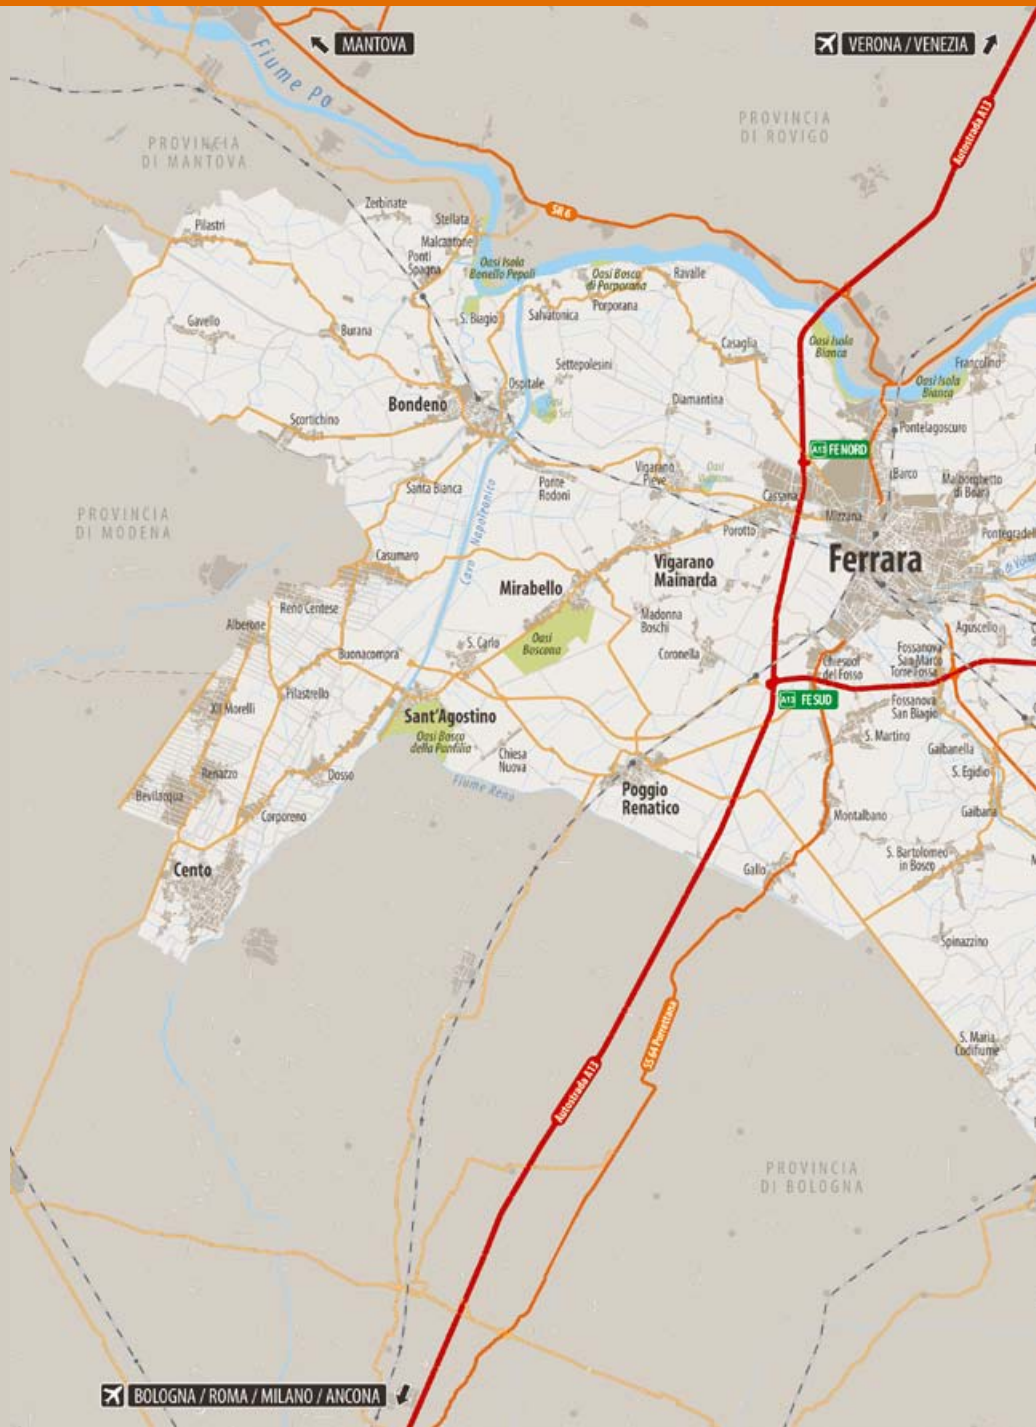 MANTOVA
VERONA / VENEZIA
Fiume Po
Autostrada A13
PROVINCIA
DI ROVIGO
PROVINCIA
DI MANTOVA
SR 6
Zerbinate
Stellata
Pilastri
Malcantone
Ponti
Spagna
Oasi Isola
Bonello Pepoli
Oasi Bosco
di Porporana
Ravalle
Porporana
S. Biagio
Salvatonica
Gavello
Burana
Casaglia
Oasi Isola
Bianca
Settepolesini
Francolino
Ospitale
Oasi Isola
Bianca
Bondeno
Oasi
Diamantina
Scortichino
Pontelagoscuro
A13 FE NORD
Vigarano
Pieve
Oasi
Barco
Malborghetto
di Boara
Santa Bianca
Ponte
Rodoni
Cassana
Mizzana
PROVINCIA
DI MODENA
Cavo Napoleonico
Porotto
Pontegradell
Casumaro
Ferrara
Vigarano
Mainarda
Mirabello
Reno Centese
Madonna
Boschi
Alberone
Aguscello
Oasi
Boscona
S. Carlo
Coronella
Fossanova
San Marco
Torre Fossa
Buonacompra
Chiesuol
del Fosso
Pilastrello
A13 FE SUD
Fossanova
San Biagio
XII Morelli
Sant'Agostino
Oasi Bosco
della Panfilia
S. Martino
Gaibanella
Chiesa
Nuova
S. Egidio
Renazzo
Dosso
Fiume Reno
Poggio
Renatico
Bevilacqua
Corporeno
Montalbano
Gaibana
S. Bartolomeo
in Bosco
Cento
Gallo
Spinazzino
SS 64 Porrettana
S. Maria
Codifiume
Autostrada A13
PROVINCIA
DI BOLOGNA
BOLOGNA / ROMA / MILANO / ANCONA